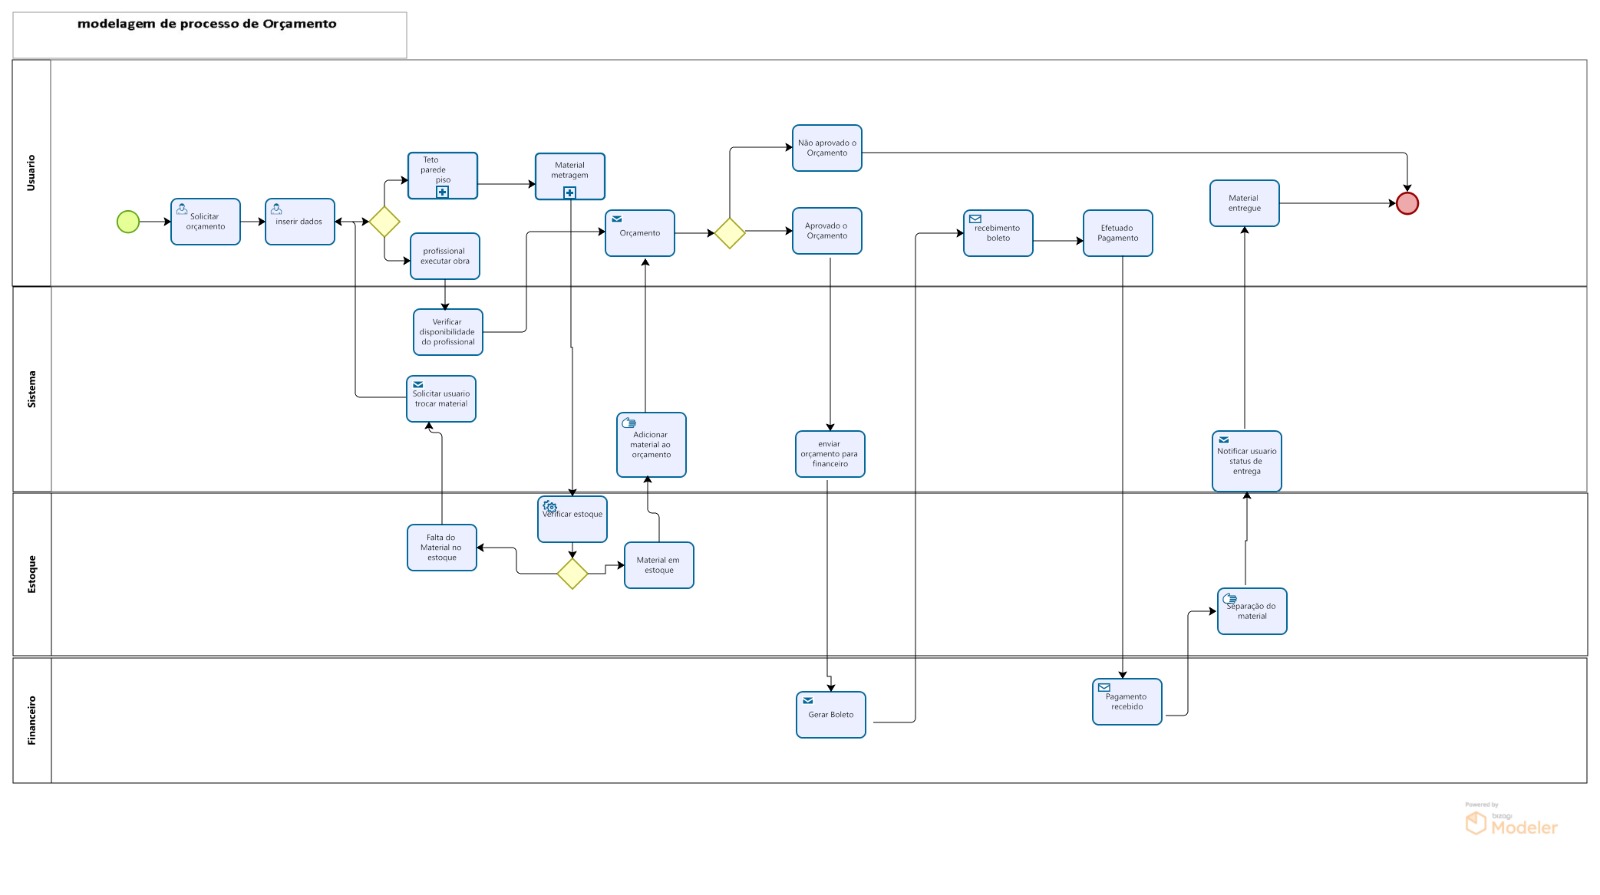 modelagem de processo de Orçamento
Usuario
Solicitar
orçamento
inserir dados
Teto
parede
piso
Material
metragem
profissional
executar obra
Orçamento
Não aprovado o
Orçamento
Aprovado o
Orçamento
recebimento
boleto
Efetuado
Pagamento
Material
entregue
Sistema
Verificar
disponibilidade
do profissional
Solicitar usuario
trocar material
Adicionar
material ao
orçamento
enviar
orçamento para
financeiro
Notificar usuario
status de
entrega
Estoque
Falta do
Material no
estoque
Verificar estoque
Material em
estoque
Separação do
material
Financeiro
Gerar Boleto
Pagamento
recebido
Powered by
bizagi
Modeler